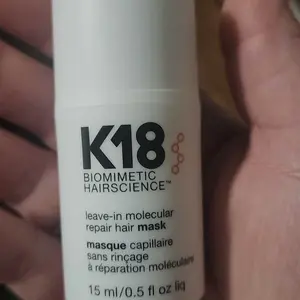 K18
BIOMIMETIC
HAIRSCIENCE™
leave-in molecular
repair hair mask
masque capillaire
sans rinçage
à réparation moléculaire
15 ml/0.5 fl oz liq